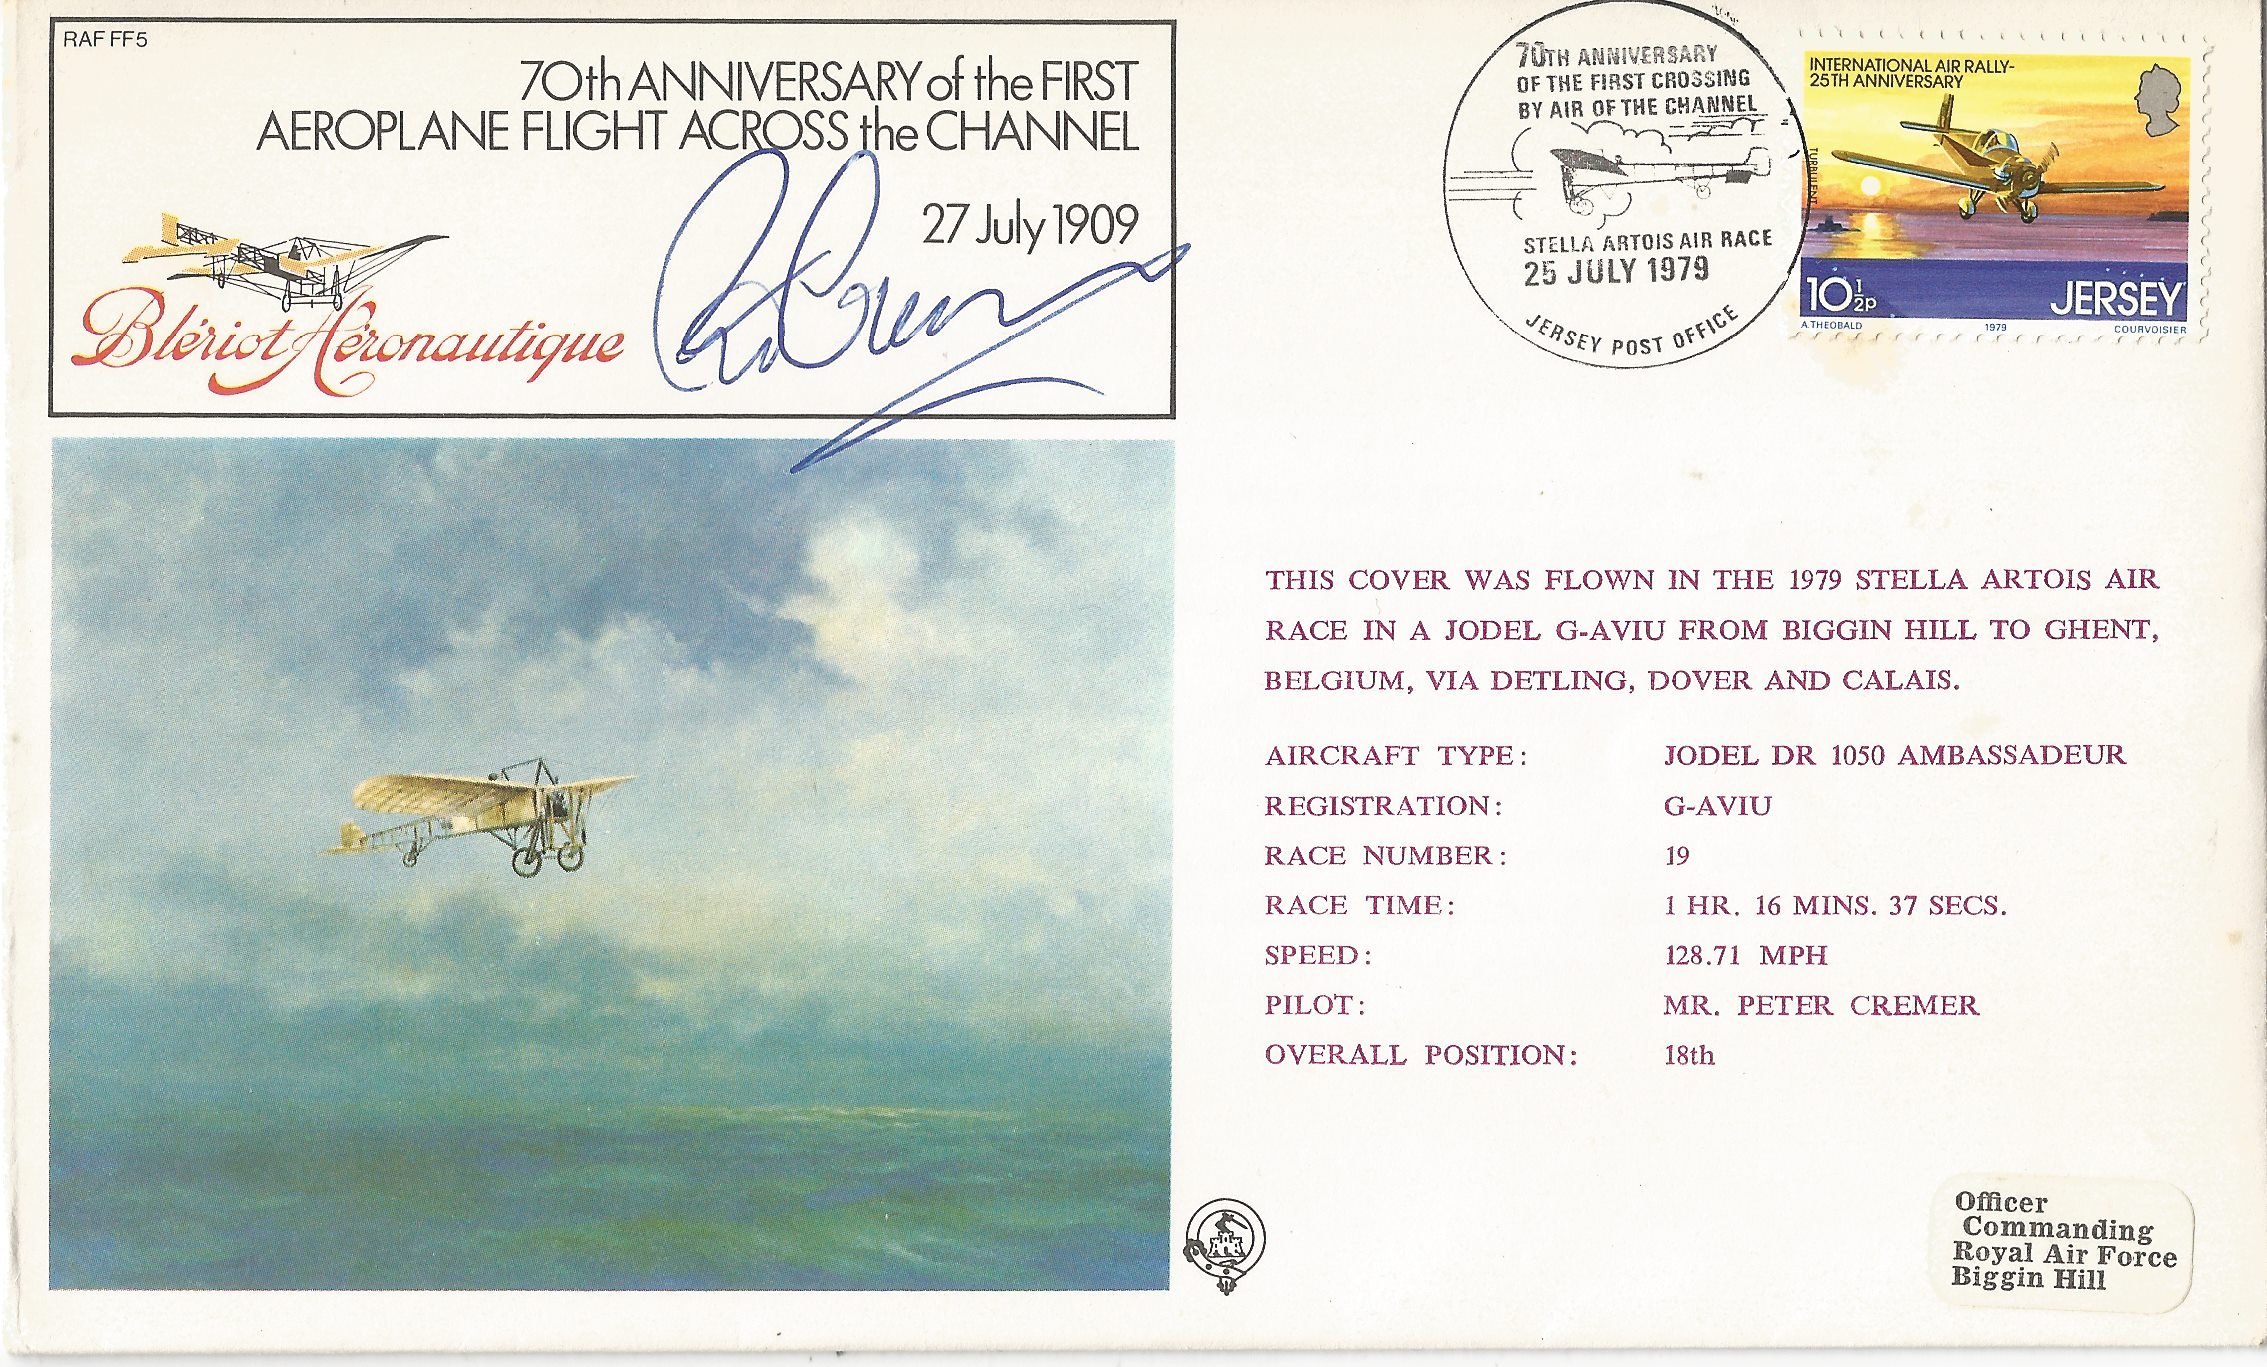 RAF FF5
70th ANNIVERSARY of the FIRST
AEROPLANE FLIGHT ACROSS the CHANNEL
27 July 1909
Blériot Aéronautique
70TH ANNIVERSARY
OF THE FIRST CROSSING
BY AIR OF THE CHANNEL
STELLA ARTOIS AIR RACE
25 JULY 1979
JERSEY POST OFFICE
INTERNATIONAL AIR RALLY-
25TH ANNIVERSARY
TURBULENT
10½p JERSEY
A.THEOBALD 1979 COURVOISIER
THIS COVER WAS FLOWN IN THE 1979 STELLA ARTOIS AIR
RACE IN A JODEL G-AVIU FROM BIGGIN HILL TO GHENT,
BELGIUM, VIA DETLING, DOVER AND CALAIS.
AIRCRAFT TYPE: JODEL DR 1050 AMBASSADEUR
REGISTRATION: G-AVIU
RACE NUMBER: 19
RACE TIME: 1 HR. 16 MINS. 37 SECS.
SPEED: 128.71 MPH
PILOT: MR. PETER CREMER
OVERALL POSITION: 18th
Officer
Commanding
Royal Air Force
Biggin Hill